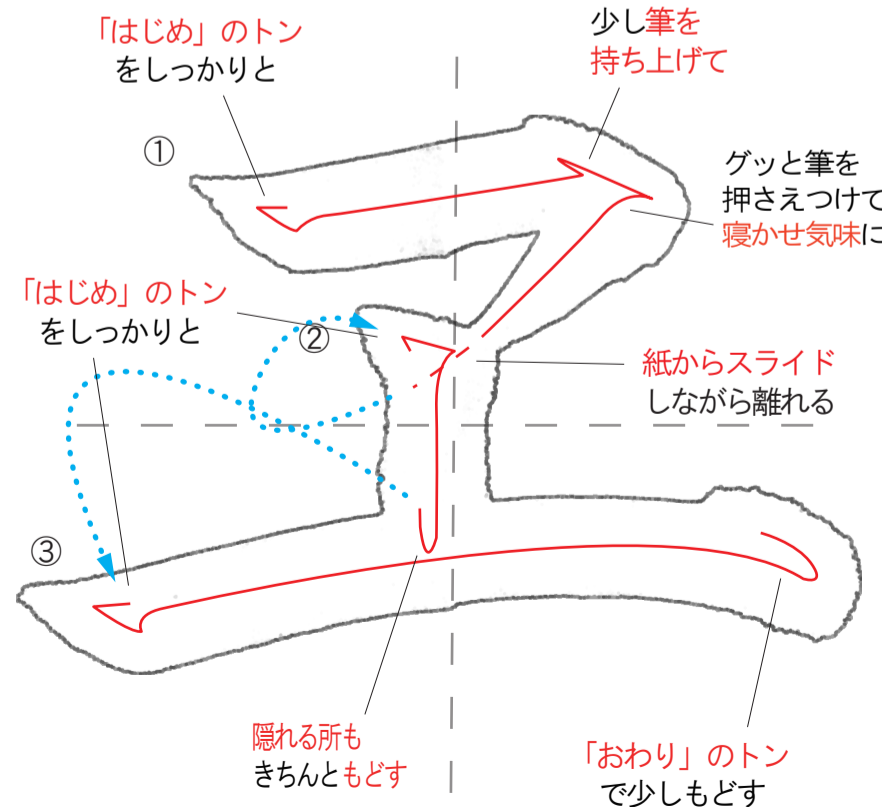 「はじめ」のトン
をしっかりと
少し筆を
持ち上げて
①
グッと筆を
押さえつけて
寝かせ気味に
「はじめ」のトン
をしっかりと
②
紙からスライド
しながら離れる
③
隠れる所も
きちんともどす
「おわり」のトン
で少しもどす